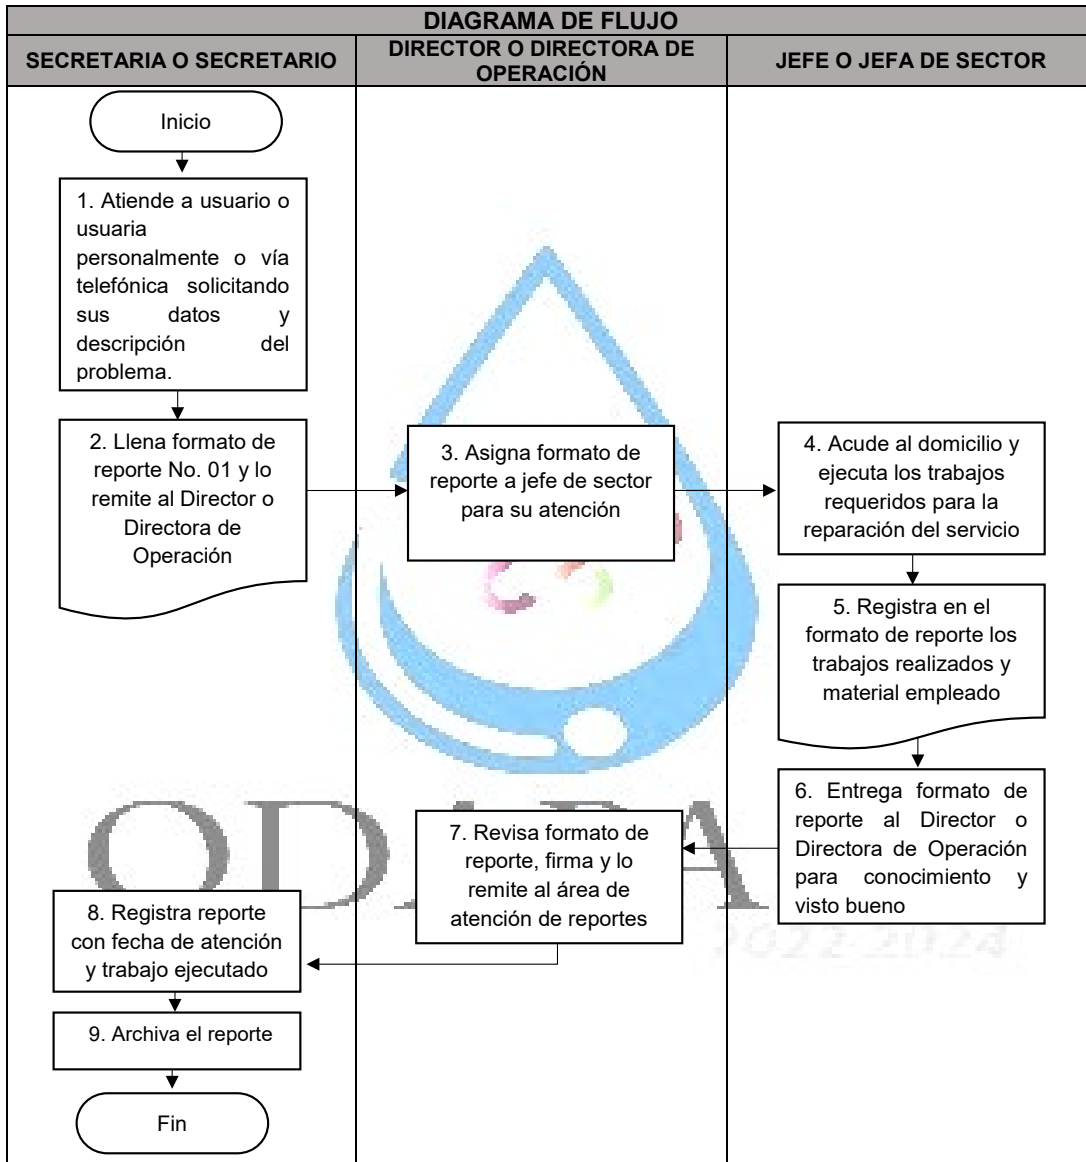 DIAGRAMA DE FLUJO
SECRETARIA O SECRETARIO
DIRECTOR O DIRECTORA DE
OPERACIÓN
JEFE O JEFA DE SECTOR
Inicio
1. Atiende a usuario o
usuaria
personalmente o vía
telefónica solicitando
sus datos y
descripción del
problema.
2. Llena formato de
reporte No. 01 y lo
remite al Director o
Directora de
Operación
3. Asigna formato de
reporte a jefe de sector
para su atención
4. Acude al domicilio y
ejecuta los trabajos
requeridos para la
reparación del servicio
5. Registra en el
formato de reporte los
trabajos realizados y
material empleado
6. Entrega formato de
reporte al Director o
Directora de Operación
para conocimiento y
visto bueno
7. Revisa formato de
reporte, firma y lo
remite al área de
atención de reportes
8. Registra reporte
con fecha de atención
y trabajo ejecutado
9. Archiva el reporte
Fin
2022-2024